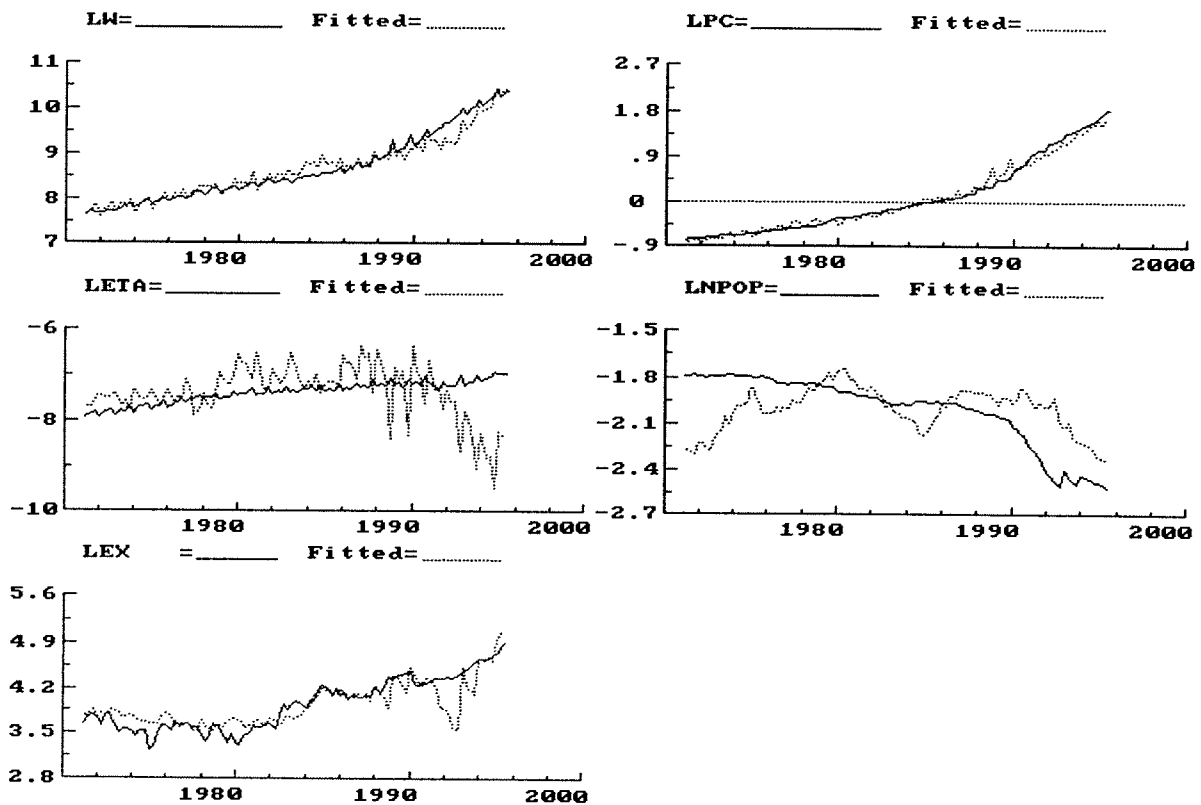 LW=   Fitted=
LPC=   Fitted=
11
10
9
8
7
1980   1990   2000
2.7
1.8
.9
0
-.9
1980   1990   2000
LETA=   Fitted=
LNPOP=   Fitted=
-6
-8
-10
1980   1990   2000
-1.5
-1.8
-2.1
-2.4
-2.7
1980   1990   2000
LEX   =   Fitted=
5.6
4.9
4.2
3.5
2.8
1980   1990   2000